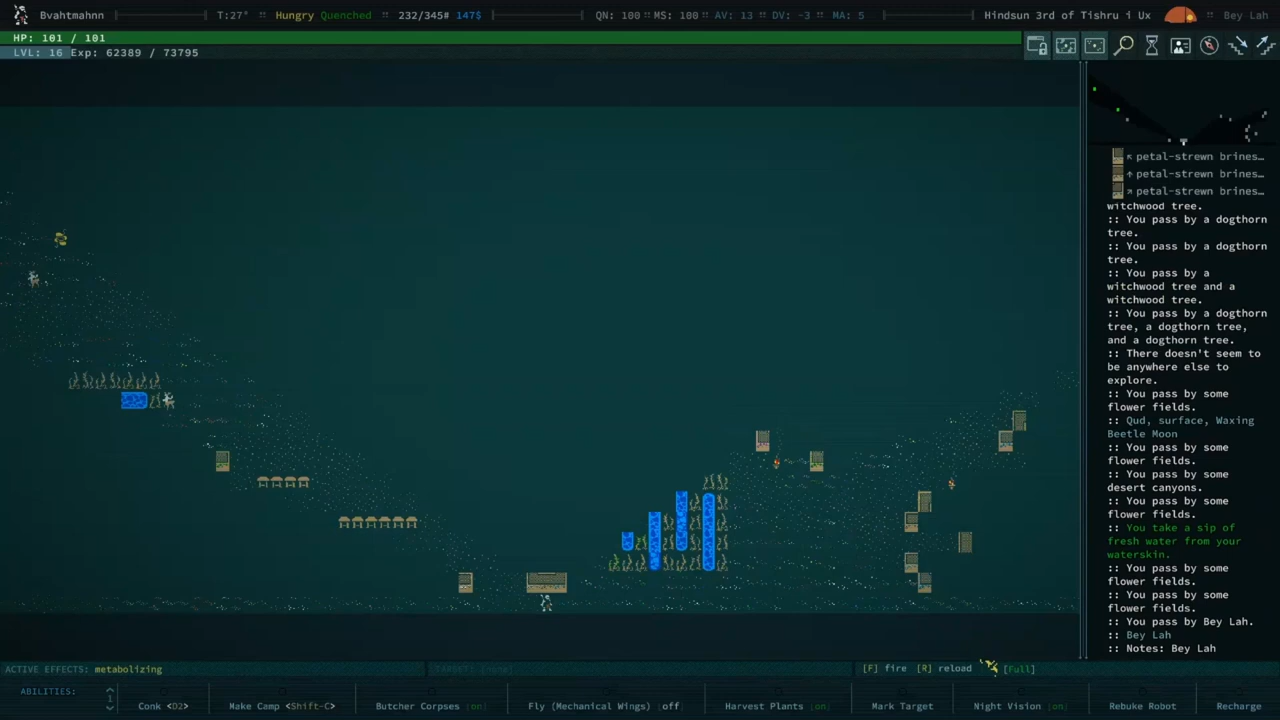 Bvahtmahnn T:27° :: Hungry Quenched :: 232/345# 147$ QN: 100 :: MS: 100 :: AV: 13 :: DV: -3 :: MA: 5 Hindsun 3rd of Tishru i Ux :: Bey Lah
HP: 101 / 101
LVL: 16 Exp: 62389 / 73795
petal-strewn brines…
petal-strewn brines…
petal-strewn brines…
witchwood tree.
:: You pass by a dogthorn
tree.
:: You pass by a dogthorn
tree.
:: You pass by a
witchwood tree and a
witchwood tree.
:: You pass by a dogthorn
tree, a dogthorn tree,
and a dogthorn tree.
:: There doesn't seem to
be anywhere else to
explore.
:: You pass by some
flower fields.
:: Qud, surface, Waxing
Beetle Moon
:: You pass by some
flower fields.
:: You pass by some
desert canyons.
:: You pass by some
flower fields.
:: You take a sip of
fresh water from your
waterskin.
:: You pass by some
flower fields.
:: You pass by some
flower fields.
:: You pass by Bey Lah.
:: Bey Lah
:: Notes: Bey Lah
ACTIVE EFFECTS: metabolizing TARGET: [none] [F] fire [R] reload [Full]
ABILITIES: 1 Conk <02> Make Camp <Shift-C> Butcher Corpses [on] Fly (Mechanical Wings) [off] Harvest Plants [on] Mark Target Night Vision [on] Rebuke Robot Recharge